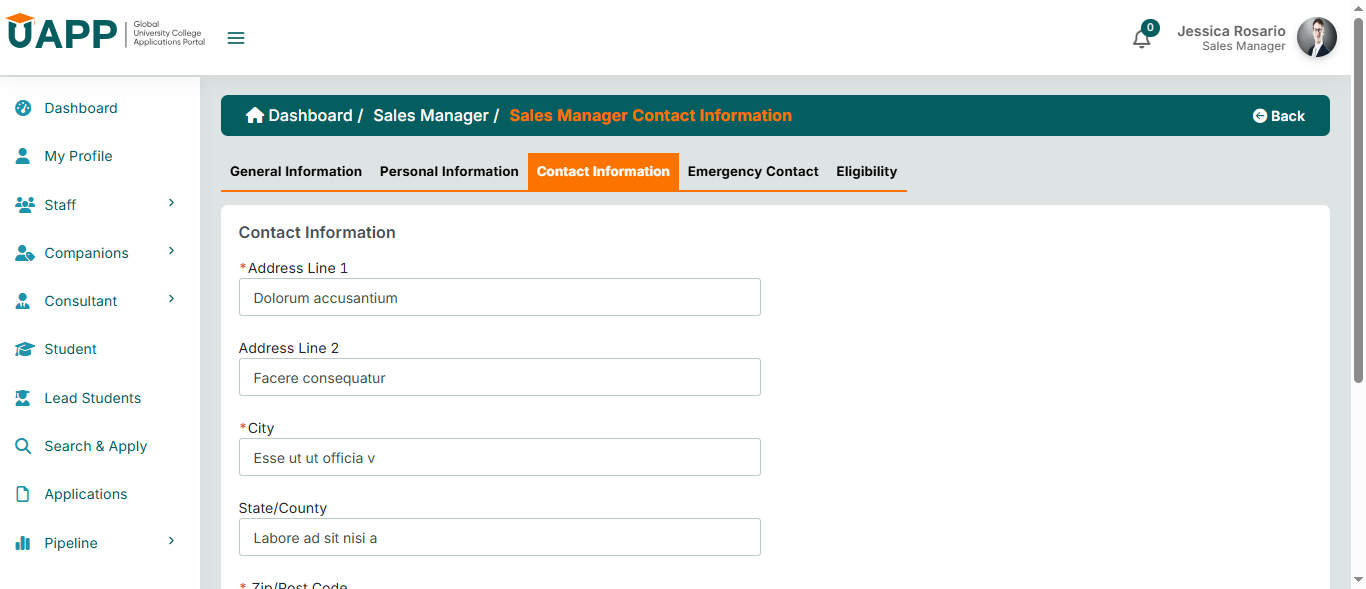 UAPP
Global
University College
Applications Portal
0
Jessica Rosario
Sales Manager
Dashboard
My Profile
Staff
Companions
Consultant
Student
Lead Students
Search & Apply
Applications
Pipeline
Dashboard / Sales Manager / Sales Manager Contact Information
Back
General Information Personal Information Contact Information Emergency Contact Eligibility
Contact Information
*Address Line 1
Dolorum accusantium
Address Line 2
Facere consequatur
*City
Esse ut ut officia v
State/County
Labore ad sit nisi a
* Zip/Post Code